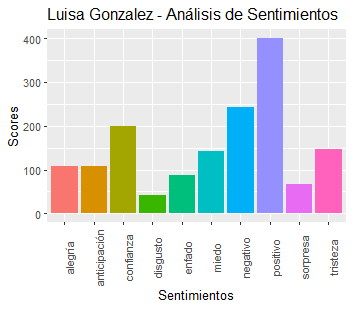 Luisa Gonzalez - Análisis de Sentimientos
Scores
400
300
200
100
0
alegría
anticipación
confianza
disgusto
enfado
miedo
negativo
positivo
sorpresa
tristeza
Sentimientos